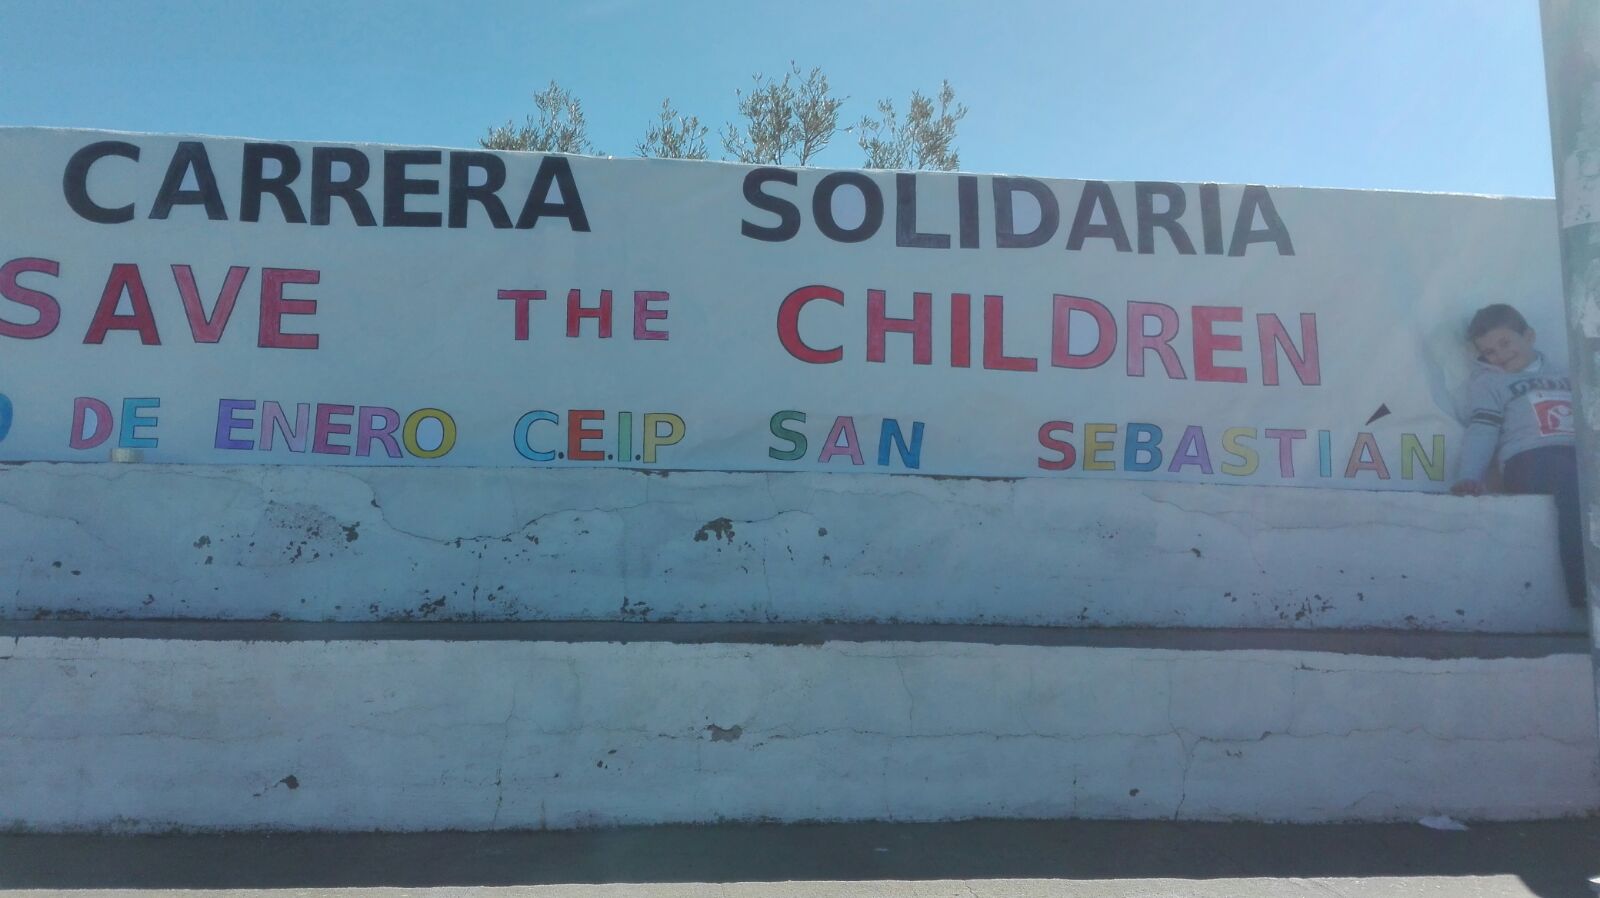 CARRERA SOLIDARIA
SAVE THE CHILDREN
DE ENERO C.E.I.P SAN SEBASTIÁN